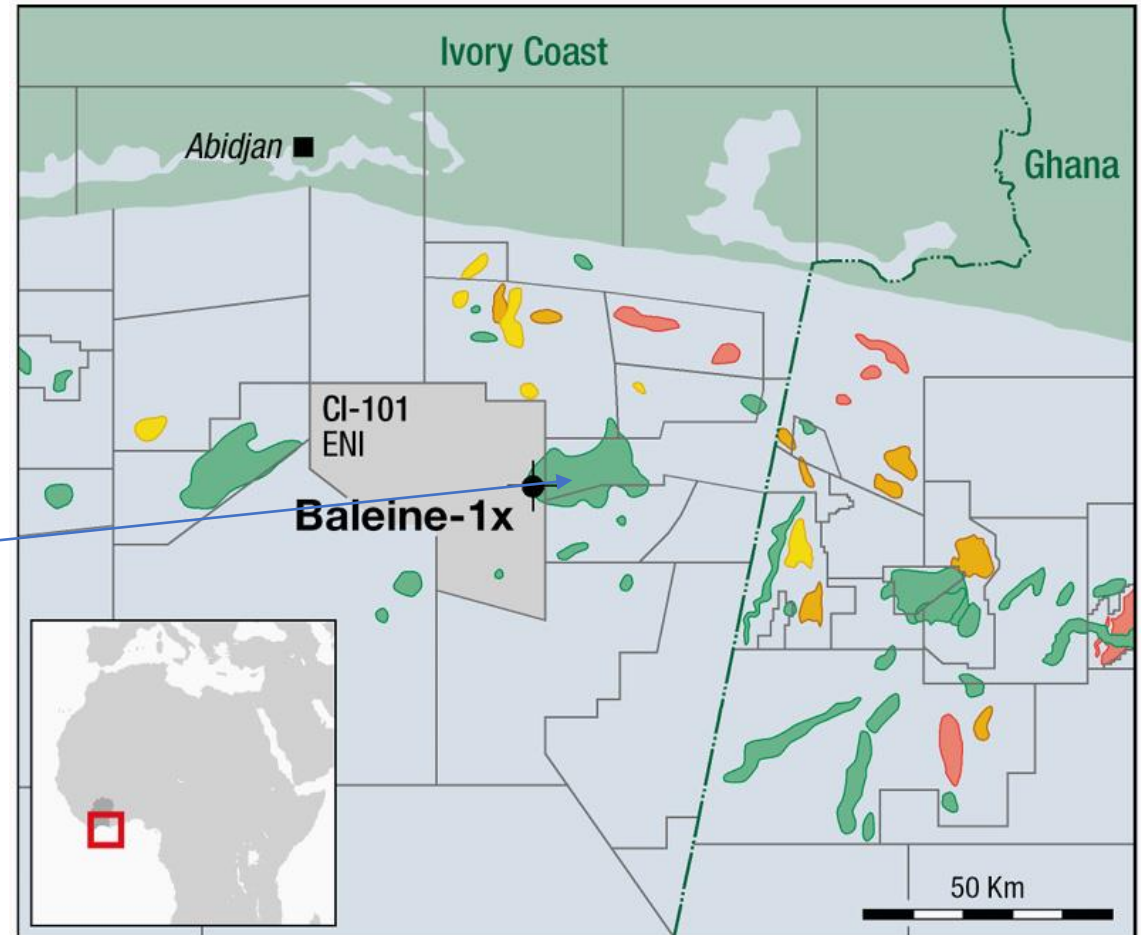 Ivory Coast
Abidjan
Ghana
CI-101
ENI
Baleine-1x
50 Km